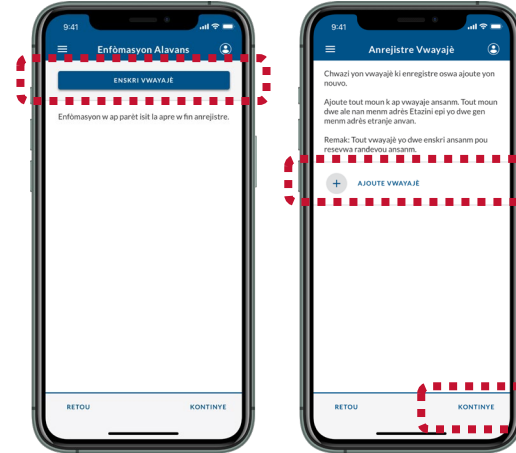 9:41
Enfòmasyon Alavans
ENSKRI VWAYAJÈ
Enfòmasyon w ap parèt isit la apre w fin anrejistre.
RETOU
KONTINYE
9:41
Anrejistre Vwayajè
Chwazi yon vwayajè ki enregistre oswa ajoute yon
nouvo.
Ajoute tout moun k ap vwayaje ansanm. Tout moun
dwe ale nan menm adrès Etazini epi yo dwe gen
menm adrès etranje anvan.
Remak: Tout vwayajè yo dwe enskri ansanm pou
resevwa randevou ansanm.
AJOUTE VWAYAJÈ
RETOU
KONTINYE